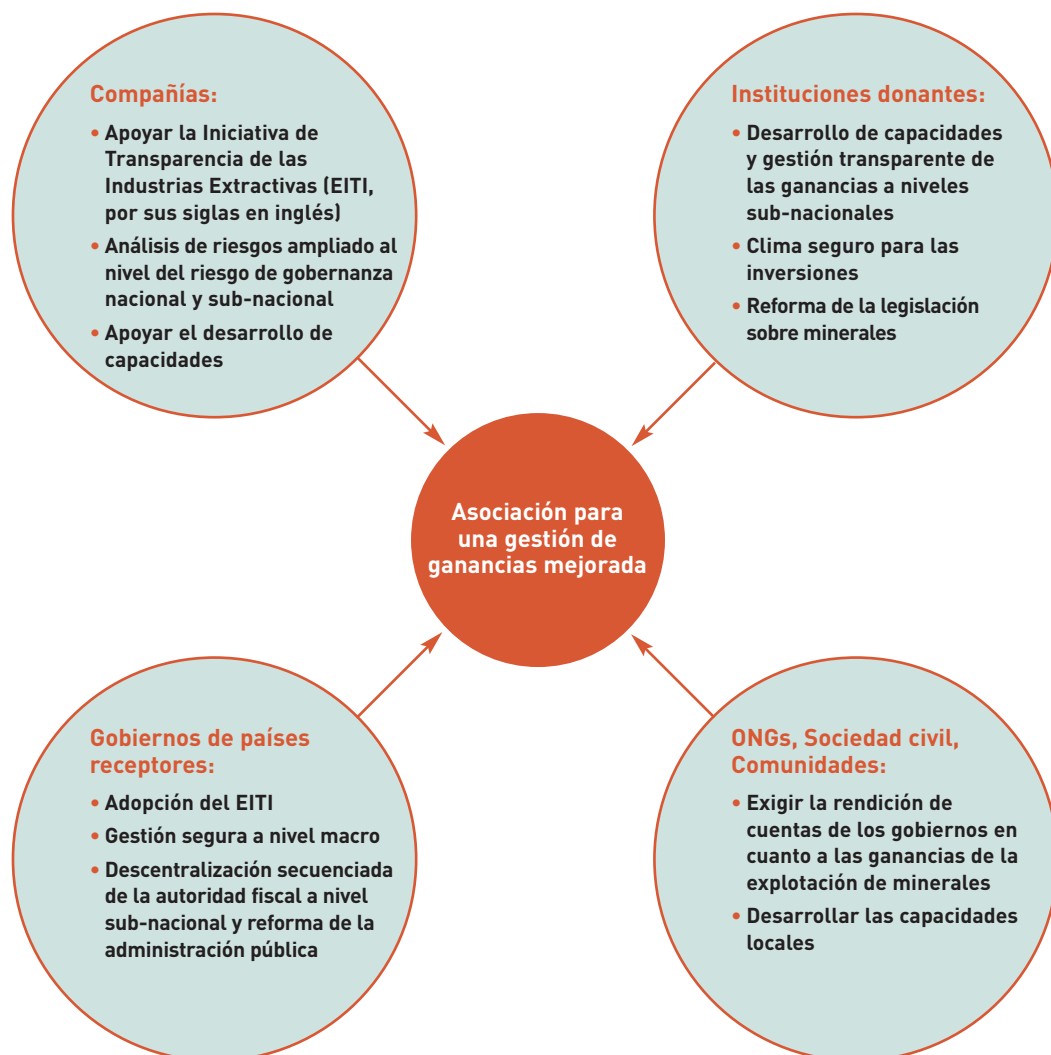 Compañías:
• Apoyar la Iniciativa de
Transparencia de las
Industrias Extractivas (EITI,
por sus siglas en inglés)
• Análisis de riesgos ampliado al
nivel del riesgo de gobernanza
nacional y sub-nacional
• Apoyar el desarrollo de
capacidades
Instituciones donantes:
• Desarrollo de capacidades
y gestión transparente de
las ganancias a niveles
sub-nacionales
• Clima seguro para las
inversiones
• Reforma de la legislación
sobre minerales
Asociación para
una gestión de
ganancias mejorada
Gobiernos de países
receptores:
• Adopción del EITI
• Gestión segura a nivel macro
• Descentralización secuenciada
de la autoridad fiscal a nivel
sub-nacional y reforma de la
administración pública
ONGs, Sociedad civil,
Comunidades:
• Exigir la rendición de
cuentas de los gobiernos en
cuanto a las ganancias de la
explotación de minerales
• Desarrollar las capacidades
locales